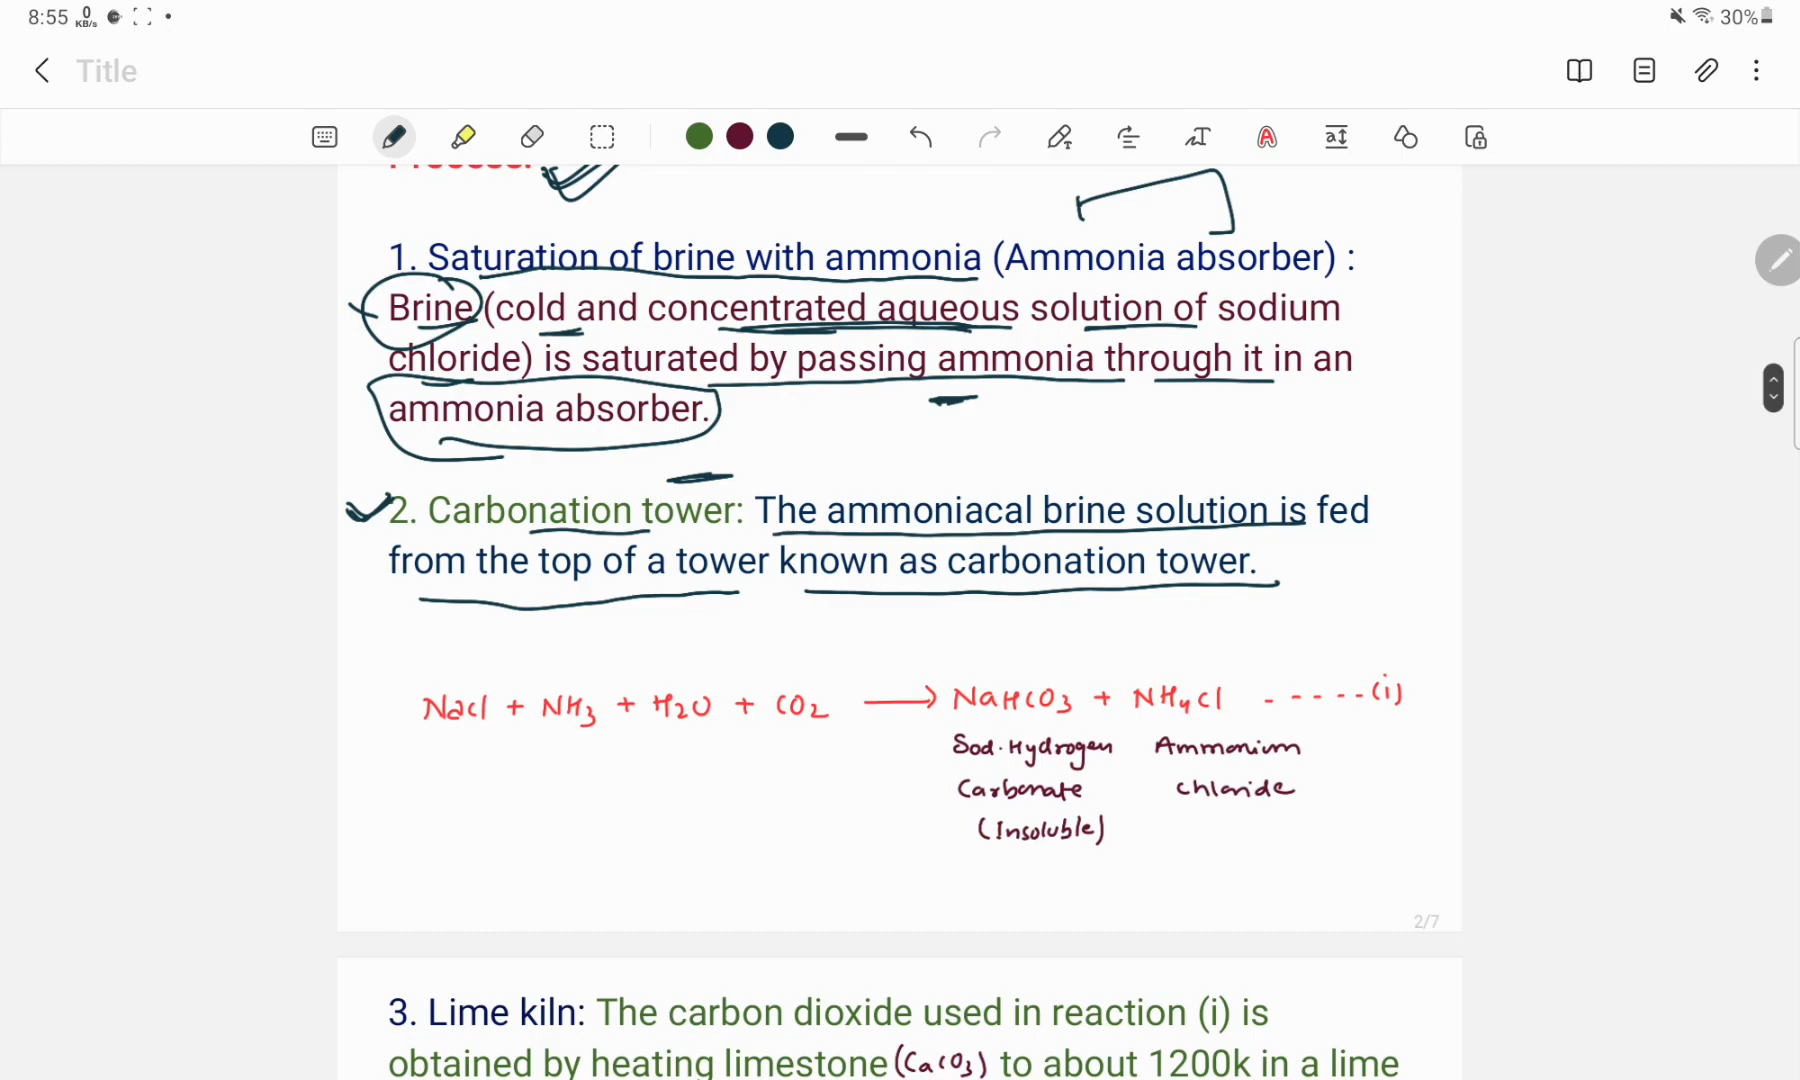 8:55 0 KB/s 30%
Title
1. Saturation of brine with ammonia (Ammonia absorber) :
Brine (cold and concentrated aqueous solution of sodium
chloride) is saturated by passing ammonia through it in an
ammonia absorber.
2. Carbonation tower: The ammoniacal brine solution is fed
from the top of a tower known as carbonation tower.
NaCl + NH3 + H2O + CO2 ⟶ NaHCO3 + NH4Cl - - - - - (i)
Sod. Hydrogen Ammonium
Carbonate chloride
(Insoluble)
2/7
3. Lime kiln: The carbon dioxide used in reaction (i) is
obtained by heating limestone (CaCO3) to about 1200k in a lime